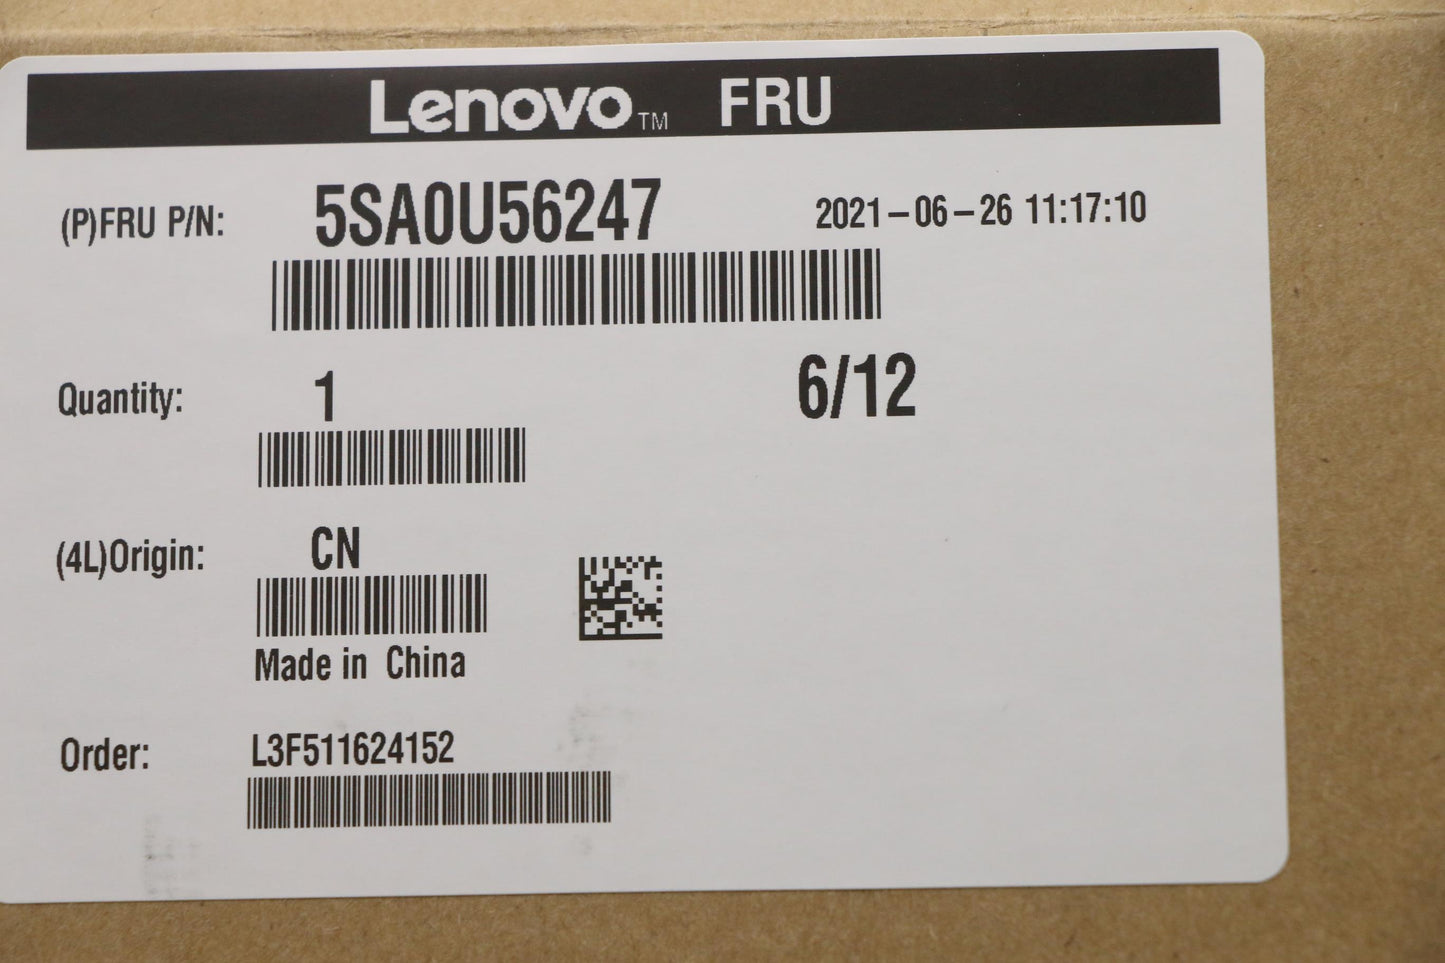 Lenovo™ FRU
(P)FRU P/N: 5SA0U56247 2021-06-26 11:17:10
Quantity: 1 6/12
(4L)Origin: CN
Made in China
Order: L3F511624152